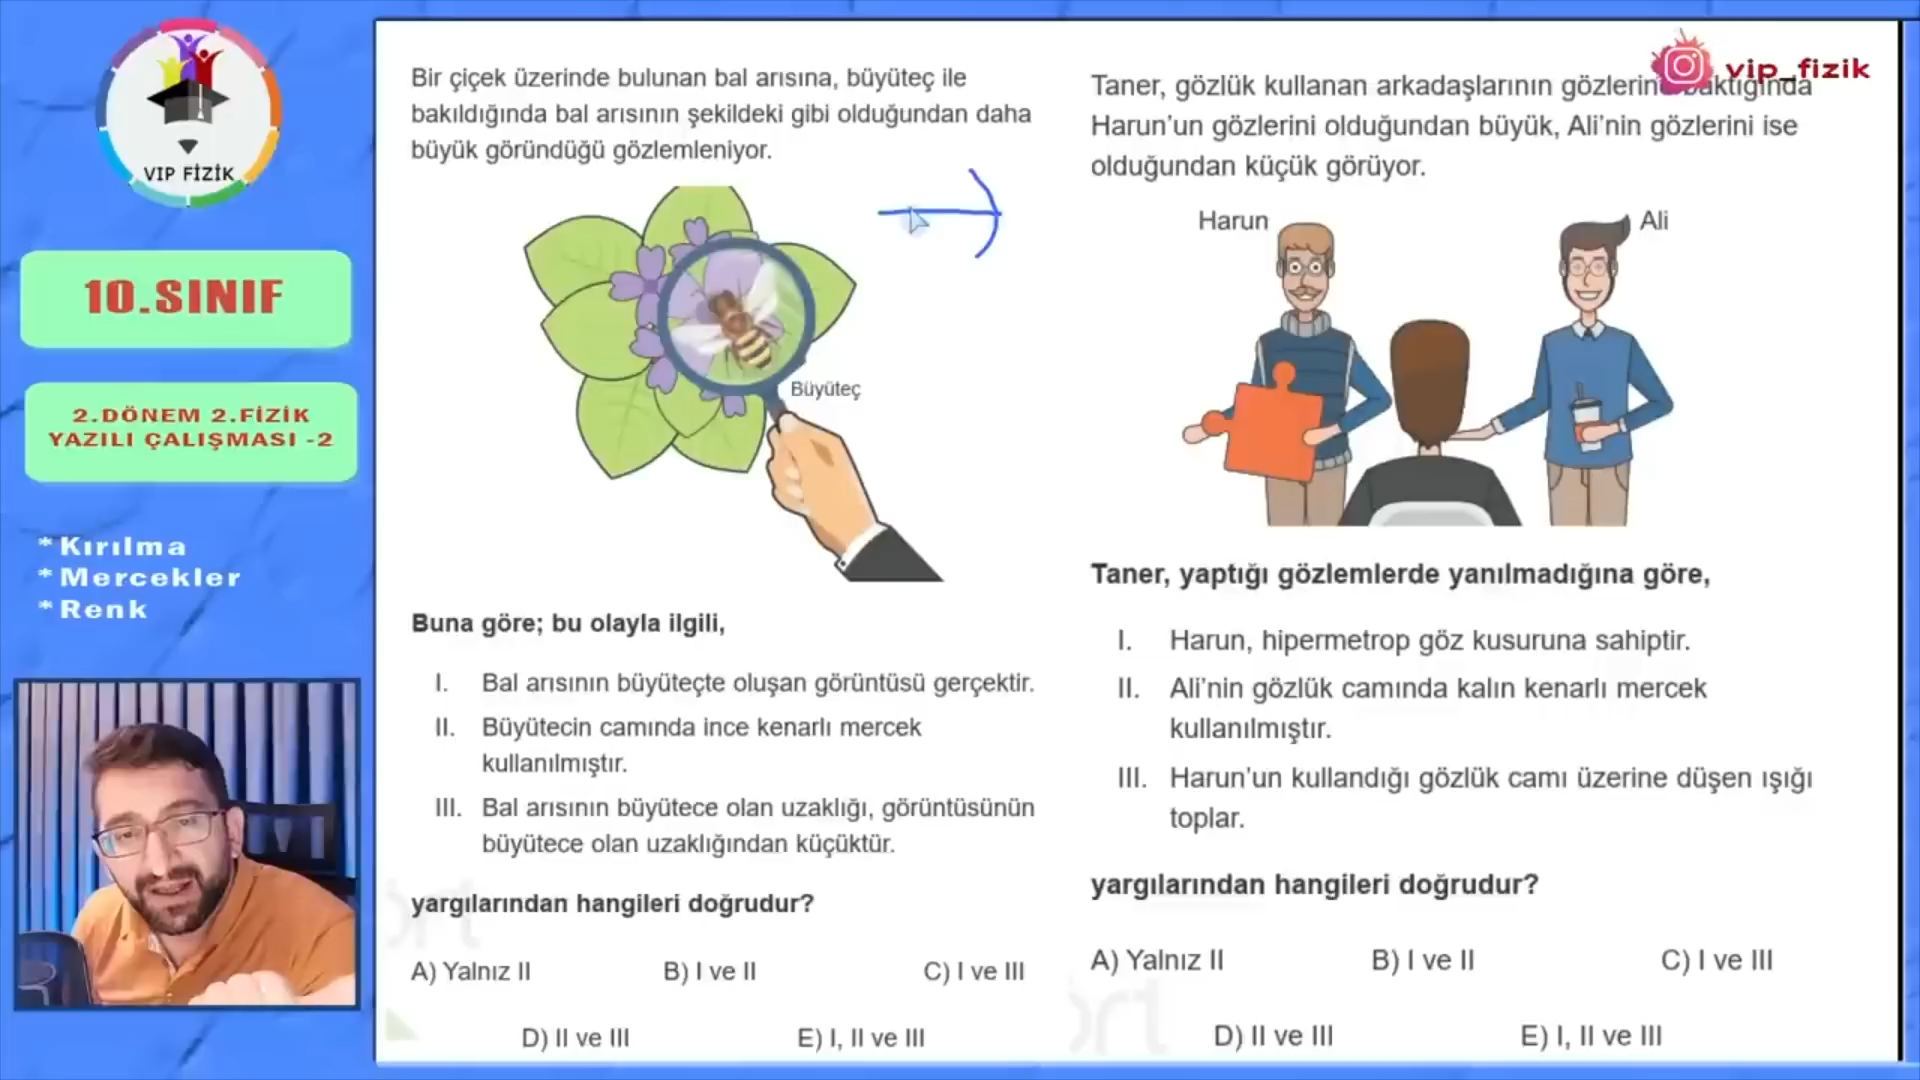 VIP FİZİK
10.SINIF
2.DÖNEM 2.FİZİK
YAZILI ÇALIŞMASI -2
* Kırılma
* Mercekler
* Renk
Bir çiçek üzerinde bulunan bal arısına, büyüteç ile
bakıldığında bal arısının şekildeki gibi olduğundan daha
büyük göründüğü gözlemleniyor.
Büyüteç
Buna göre; bu olayla ilgili,
I. Bal arısının büyüteçte oluşan görüntüsü gerçektir.
II. Büyütecin camında ince kenarlı mercek
kullanılmıştır.
III. Bal arısının büyütece olan uzaklığı, görüntüsünün
büyütece olan uzaklığından küçüktür.
yargılarından hangileri doğrudur?
A) Yalnız II B) I ve II C) I ve III
D) II ve III E) I, II ve III
vip_fizik
Taner, gözlük kullanan arkadaşlarının gözlerine baktığında
Harun’un gözlerini olduğundan büyük, Ali’nin gözlerini ise
olduğundan küçük görüyor.
Harun Ali
Taner, yaptığı gözlemlerde yanılmadığına göre,
I. Harun, hipermetrop göz kusuruna sahiptir.
II. Ali’nin gözlük camında kalın kenarlı mercek
kullanılmıştır.
III. Harun’un kullandığı gözlük camı üzerine düşen ışığı
toplar.
yargılarından hangileri doğrudur?
A) Yalnız II B) I ve II C) I ve III
D) II ve III E) I, II ve III